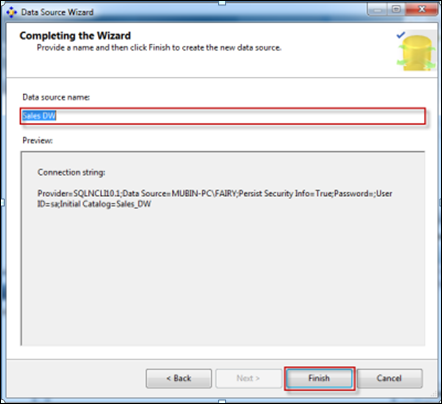 Data Source Wizard
Completing the Wizard
Provide a name and then click Finish to create the new data source.
Data source name:
Sales DW
Preview:
Connection string:
Provider=SQLNCLI10.1;Data Source=MUBIN-PC\FAIRY;Persist Security Info=True;Password=;User
ID=sa;Initial Catalog=Sales_DW
< Back
Next >
Finish
Cancel